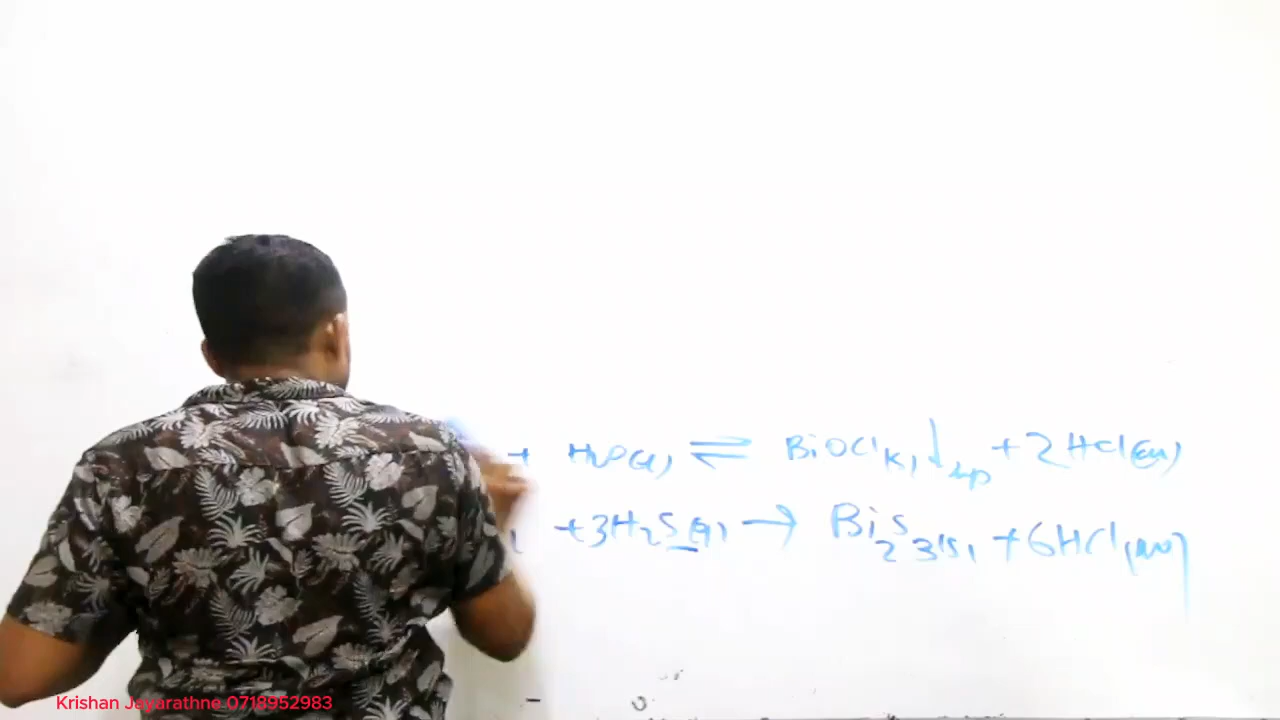 + H₂O(l) ⇌ BiOCl(s)↓ + 2HCl(aq)
+3H₂S(g) → Bi₂S₃(s) + 6HCl(aq)
Krishan Jayarathne 0718952983